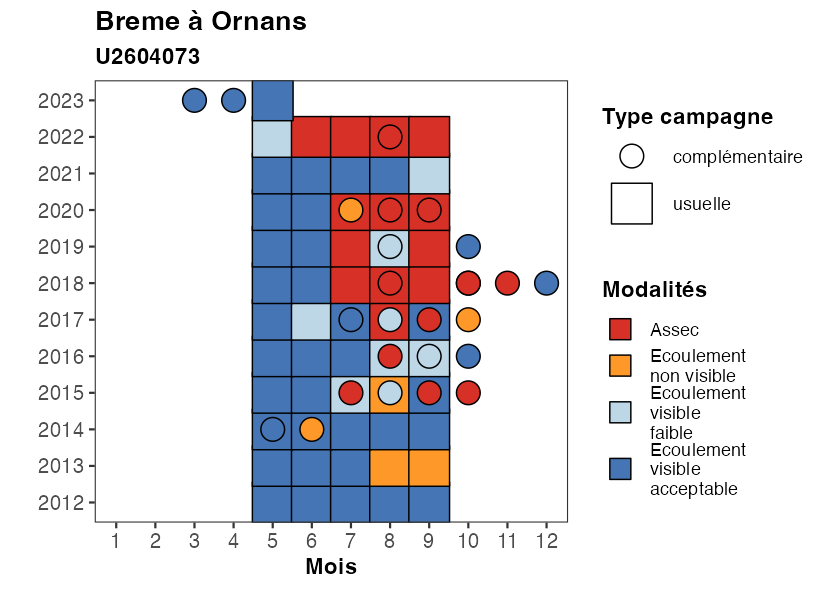 Breme à Ornans
U2604073
2023
2022
2021
2020
2019
2018
2017
2016
2015
2014
2013
2012
1 2 3 4 5 6 7 8 9 10 11 12
Mois
Type campagne
complémentaire
usuelle
Modalités
Assec
Ecoulement
non visible
Ecoulement
visible
faible
Ecoulement
visible
acceptable